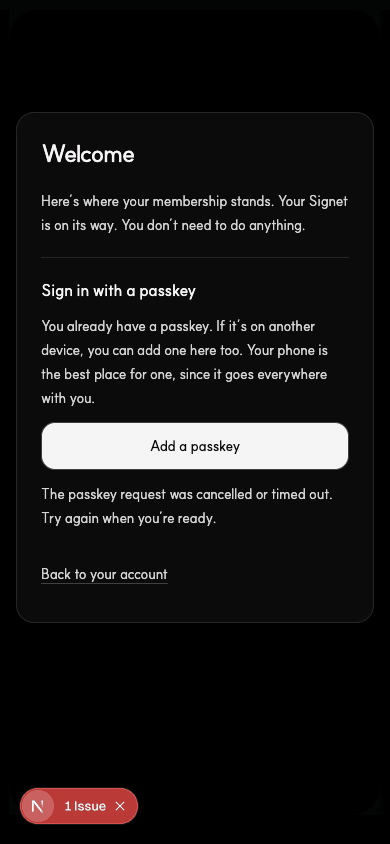 Welcome
Here's where your membership stands. Your Signet
is on its way. You don't need to do anything.
Sign in with a passkey
You already have a passkey. If it's on another
device, you can add one here too. Your phone is
the best place for one, since it goes everywhere
with you.
Add a passkey
The passkey request was cancelled or timed out.
Try again when you're ready.
Back to your account
N 1 Issue